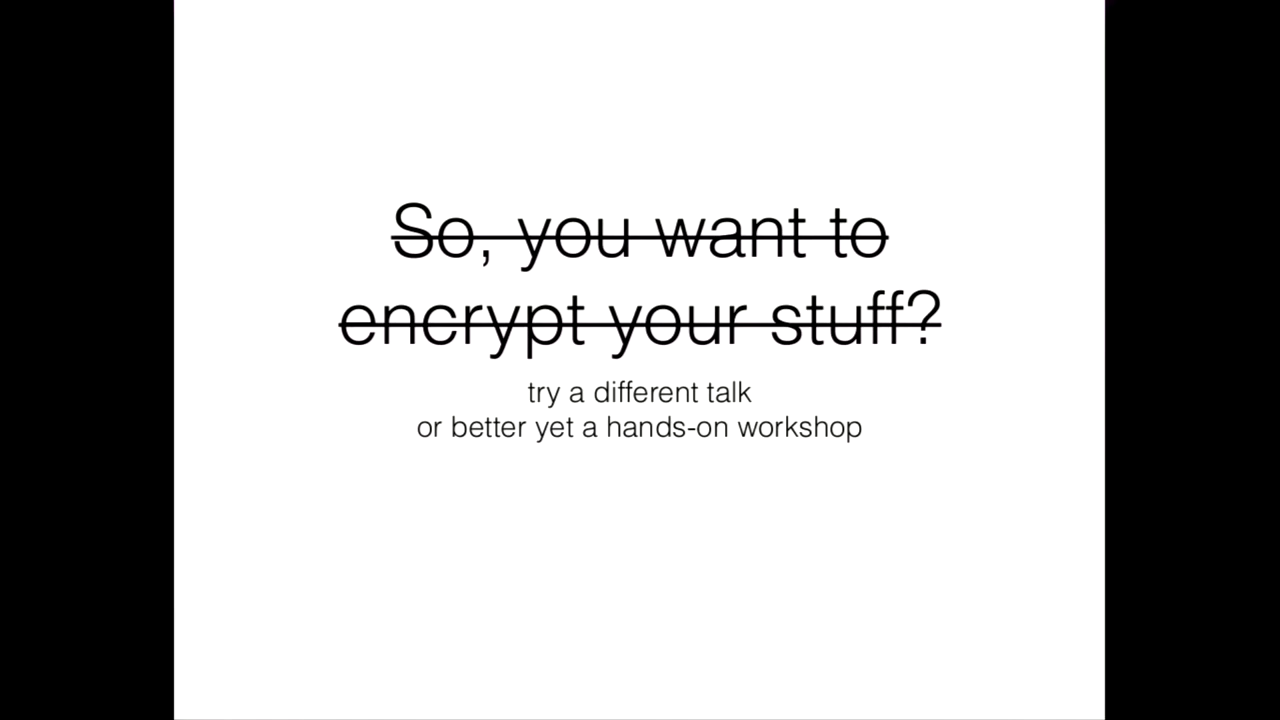 So, you want to
encrypt your stuff?
try a different talk
or better yet a hands-on workshop